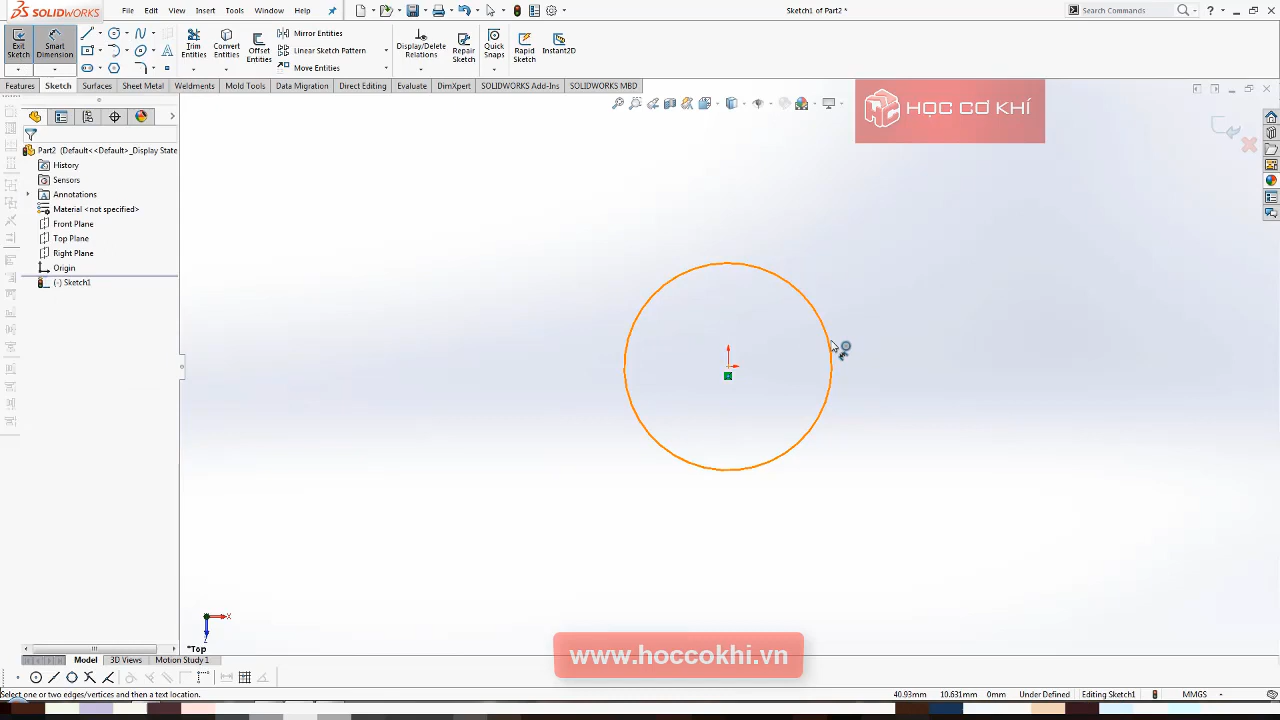 SOLIDWORKS
File Edit View Insert Tools Window Help
Sketch1 of Part2 *
Search Commands
Exit Sketch
Smart Dimension
Trim Entities
Convert Entities
Offset Entities
Mirror Entities
Linear Sketch Pattern
Move Entities
Display/Delete Relations
Repair Sketch
Quick Snaps
Rapid Sketch
Instant2D
Features Sketch Surfaces Sheet Metal Weldments Mold Tools Data Migration Direct Editing Evaluate DimXpert SOLIDWORKS Add-Ins SOLIDWORKS MBD
HỌC CƠ KHÍ
Part2 (Default<<Default>_Display State
History
Sensors
Annotations
Material <not specified>
Front Plane
Top Plane
Right Plane
Origin
(-) Sketch1
X
Z
*Top
www.hoccokhi.vn
Model 3D Views Motion Study 1
Select one or two edges/vertices and then a text location.
40.93mm 10.631mm 0mm Under Defined Editing Sketch1 MMGS